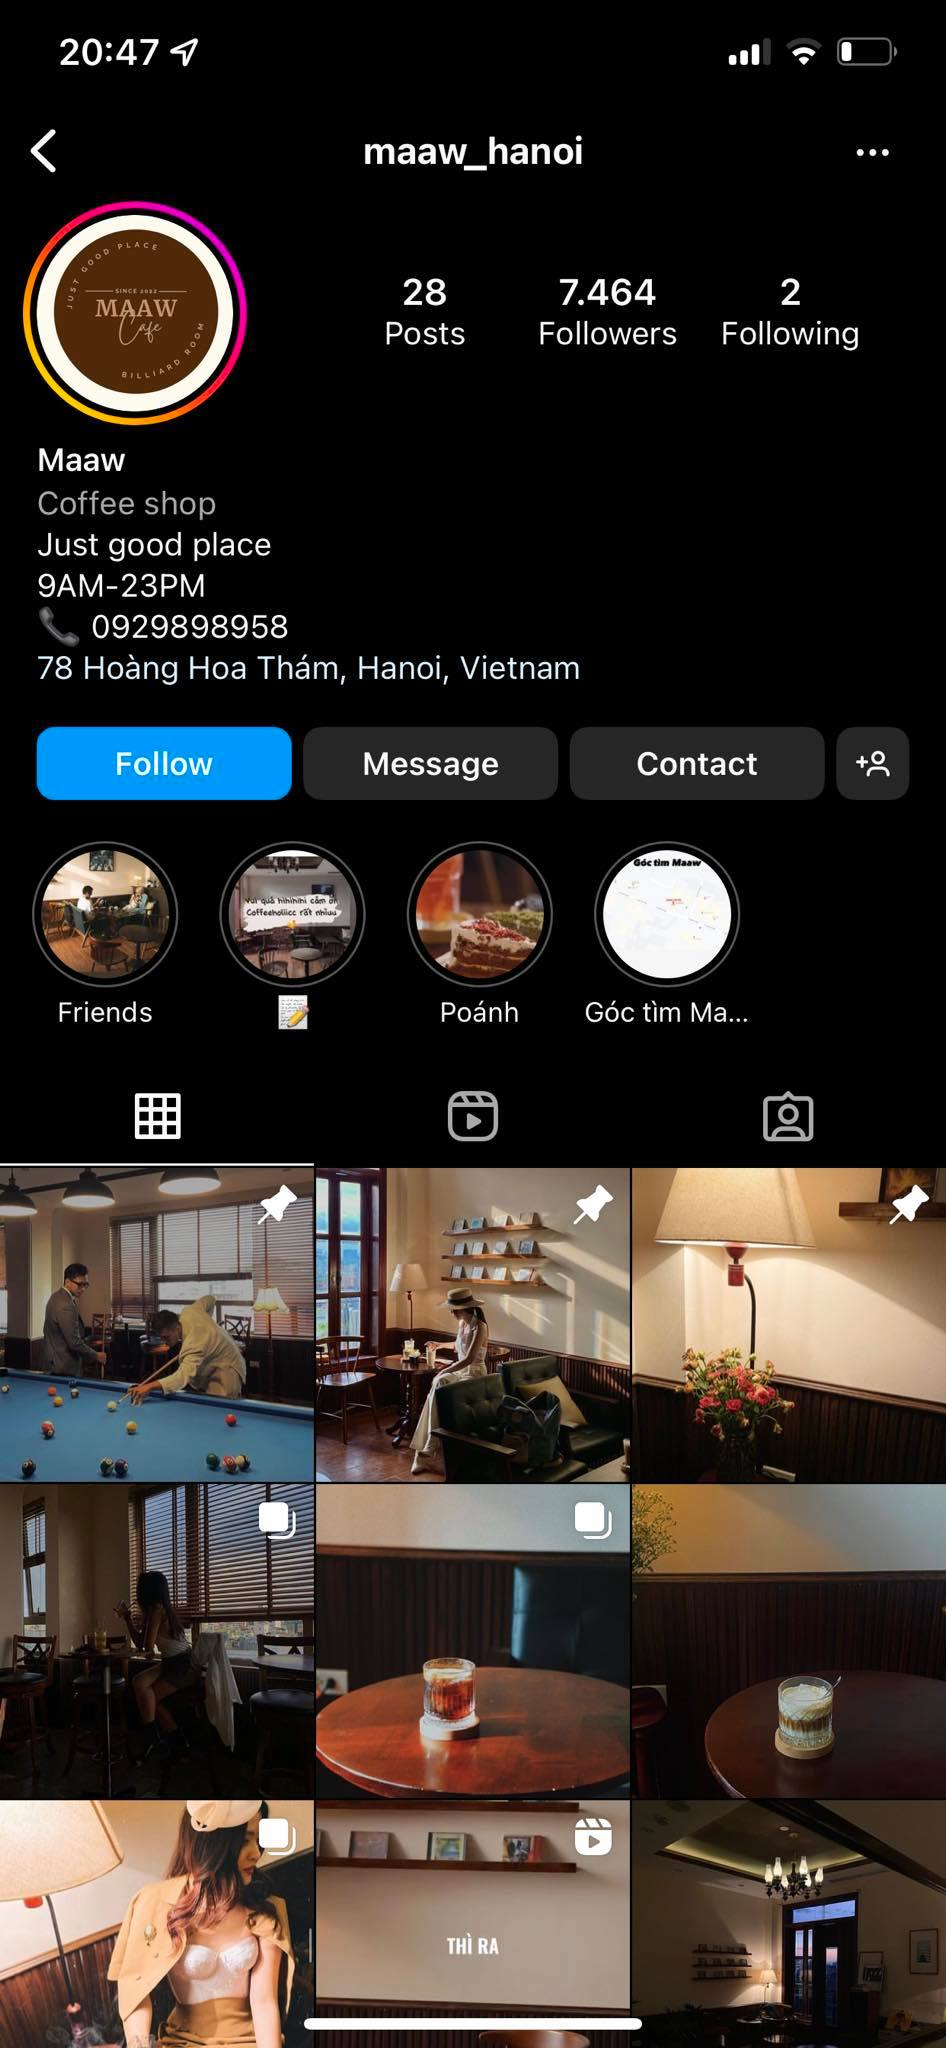 20:47
maaw_hanoi
JUST GOOD PLACE
SINCE 2022
MAAW
Cafe
BILLIARD ROOM
28
Posts
7.464
Followers
2
Following
Maaw
Coffee shop
Just good place
9AM-23PM
0929898958
78 Hoàng Hoa Thám, Hanoi, Vietnam
Follow
Message
Contact
Vui quá hihihihi cảm ơn
Coffeeholiicc rất nhìuu
Góc tìm Maaw
Friends
Poánh
Góc tìm Ma...
THÌ RA